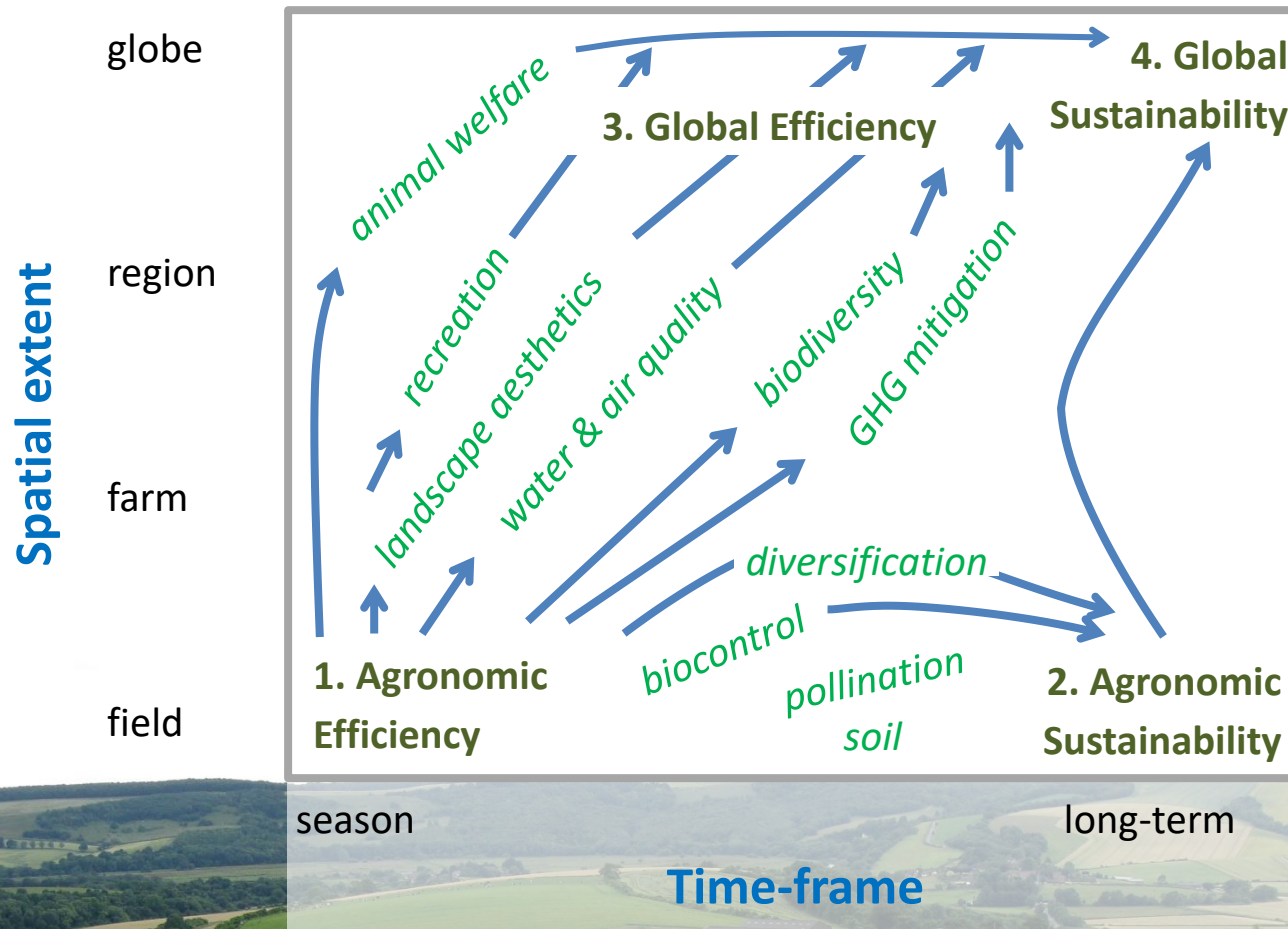 globe
4. Global
Sustainability
3. Global Efficiency
animal welfare
region
recreation
landscape aesthetics
water & air quality
biodiversity
GHG mitigation
Spatial extent
farm
diversification
biocontrol
pollination
soil
1. Agronomic
Efficiency
2. Agronomic
Sustainability
field
season
long-term
Time-frame